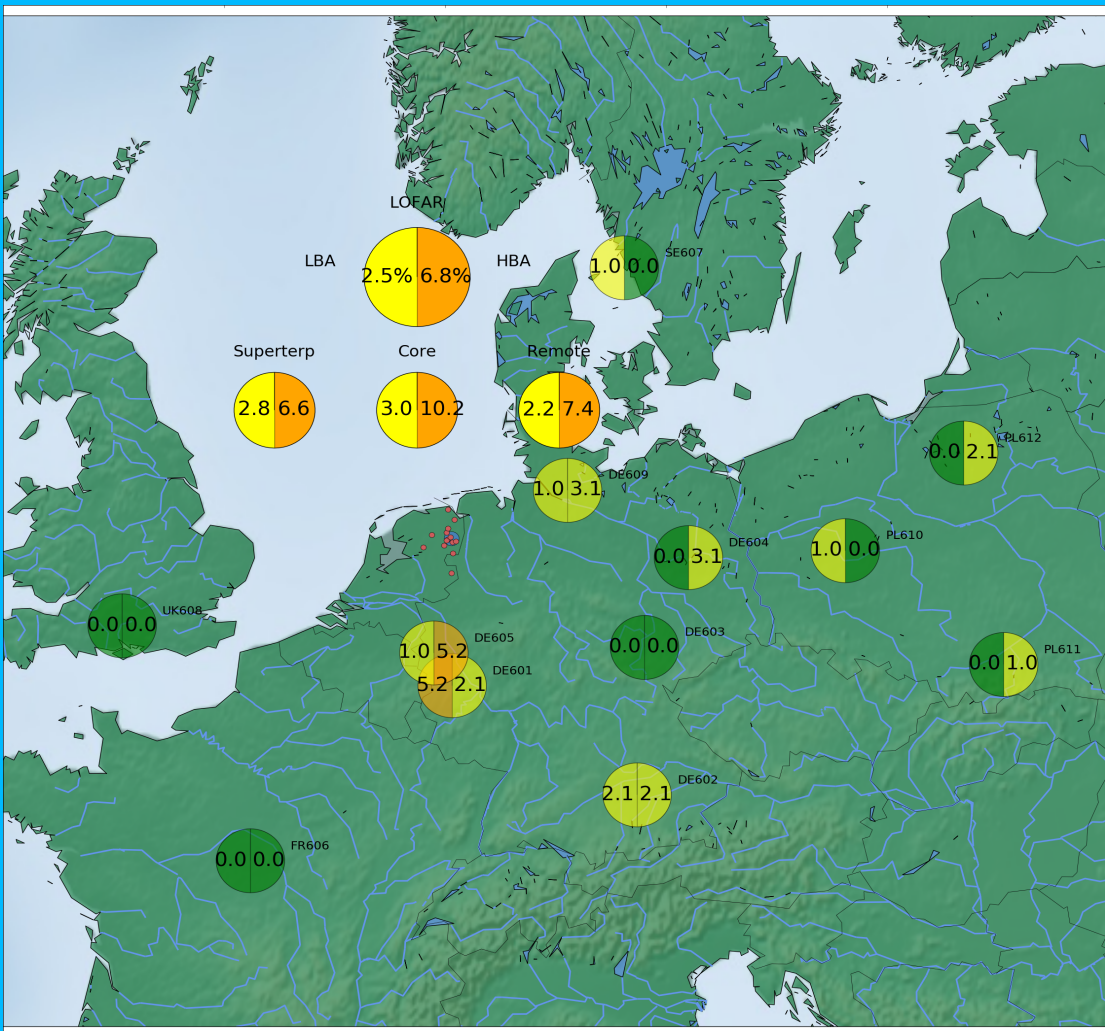 LOFAR
LBA
2.5% 6.8%
HBA
1.0 0.0
SE607
Superterp
Core
Remote
2.8 6.6
3.0 10.2
2.2 7.4
0.0 2.1
PL612
1.0 3.1
DE609
0.0 3.1
DE604
1.0 0.0
PL610
0.0 0.0
UK608
1.0 5.2
DE605
0.0 0.0
DE603
0.0 1.0
PL611
5.2 2.1
DE601
2.1 2.1
DE602
0.0 0.0
FR606